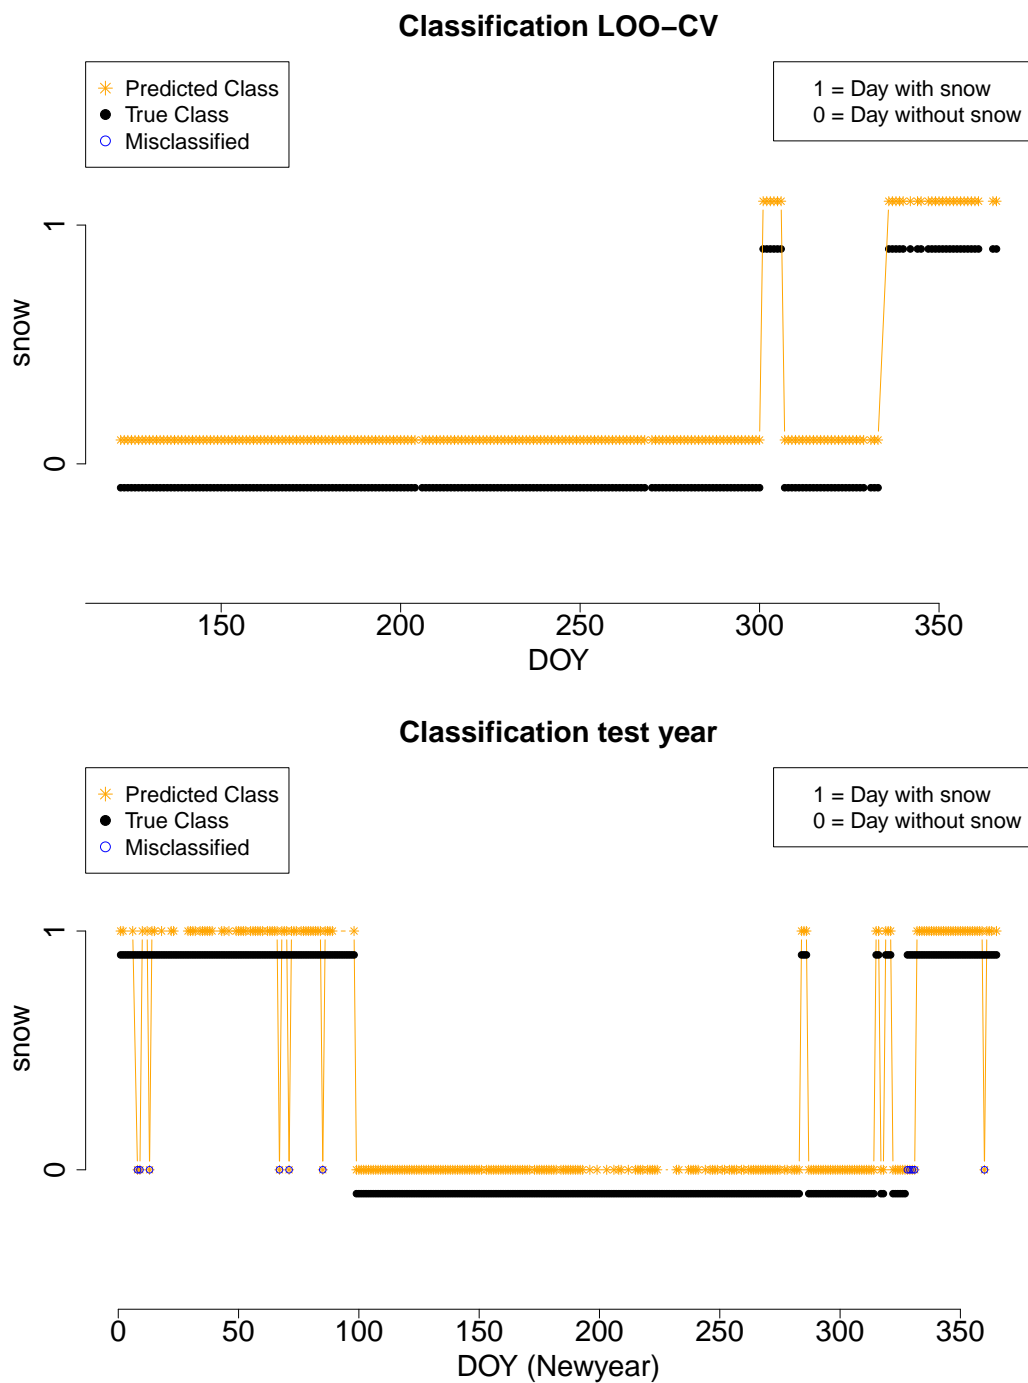 Classification LOO−CV
Predicted Class
True Class
Misclassified
1 = Day with snow
0 = Day without snow
snow
1
0
150 200 250 300 350
DOY
Classification test year
Predicted Class
True Class
Misclassified
1 = Day with snow
0 = Day without snow
snow
1
0
0 50 100 150 200 250 300 350
DOY (Newyear)